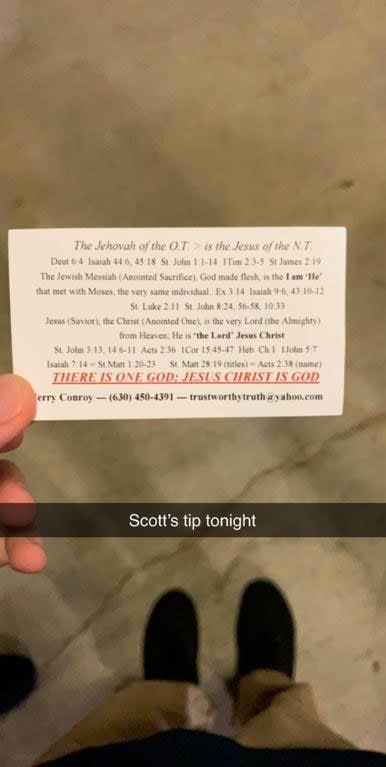 The Jehovah of the O.T. > is the Jesus of the N.T.
Deut 6:4 Isaiah 44:6, 45:18 St. John 1:1-14 1Tim 2:3-5 St James 2:19
The Jewish Messiah (Anointed Sacrifice), God made flesh, is the I am 'He'
that met with Moses, the very same individual. Ex 3:14 Isaiah 9:6, 43:10-12
St. Luke 2:11 St. John 8:24, 56-58, 10:33
Jesus (Savior), the Christ (Anointed One), is the very Lord (the Almighty)
from Heaven; He is 'the Lord' Jesus Christ
St. John 3:13, 14:6-11 Acts 2:36 1Cor 15:45-47 Heb. Ch 1 1John 5:7
Isaiah 7:14 = St.Matt 1:20-23 St. Matt 28:19 (titles) = Acts 2:38 (name)
THERE IS ONE GOD; JESUS CHRIST IS GOD
erry Conroy — (630) 450-4391 — trustworthytruth@yahoo.com
Scott's tip tonight